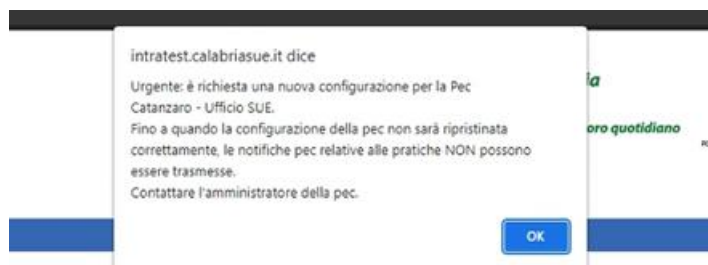 intratest.calabriasue.it dice
Urgente: è richiesta una nuova configurazione per la Pec
Catanzaro - Ufficio SUE.
Fino a quando la configurazione della pec non sarà ripristinata
correttamente, le notifiche pec relative alle pratiche NON possono
essere trasmesse.
Contattare l'amministratore della pec.
OK
ia
oro quotidiano